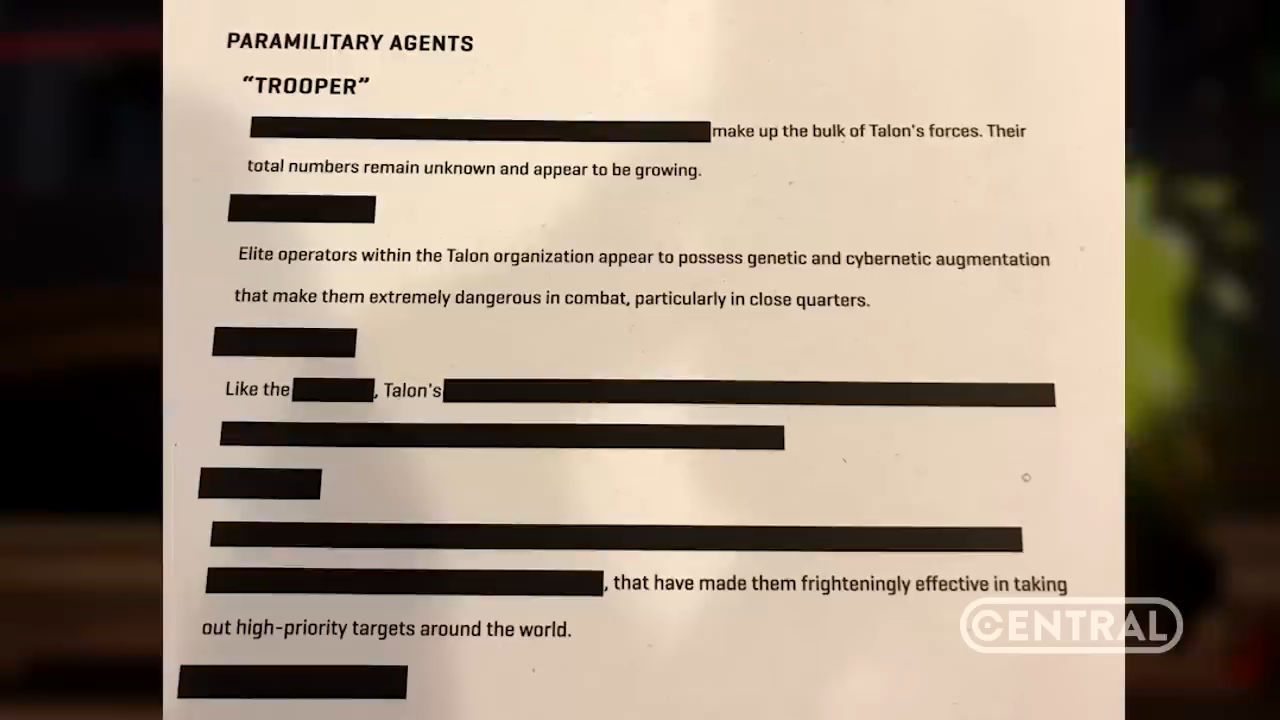 PARAMILITARY AGENTS
“TROOPER”
make up the bulk of Talon's forces. Their
total numbers remain unknown and appear to be growing.
Elite operators within the Talon organization appear to possess genetic and cybernetic augmentation
that make them extremely dangerous in combat, particularly in close quarters.
Like the , Talon's
, that have made them frighteningly effective in taking
out high-priority targets around the world.
CENTRAL